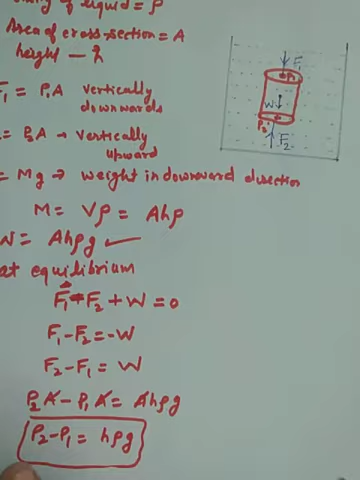 of liquid = ρ
Area of cross-section = A
height — h
F₁ = P₁A vertically
downwards
= P₂A → vertically
upward
= Mg → weight in downward direction
M = Vρ = Ahρ
W = Ahρg
at equilibrium
F₁ - F₂ + W = 0
F₁ - F₂ = -W
F₂ - F₁ = W
P₂A - P₁A = Ahρg
P₂ - P₁ = hρg
F₁
P₁
W
P₂
F₂